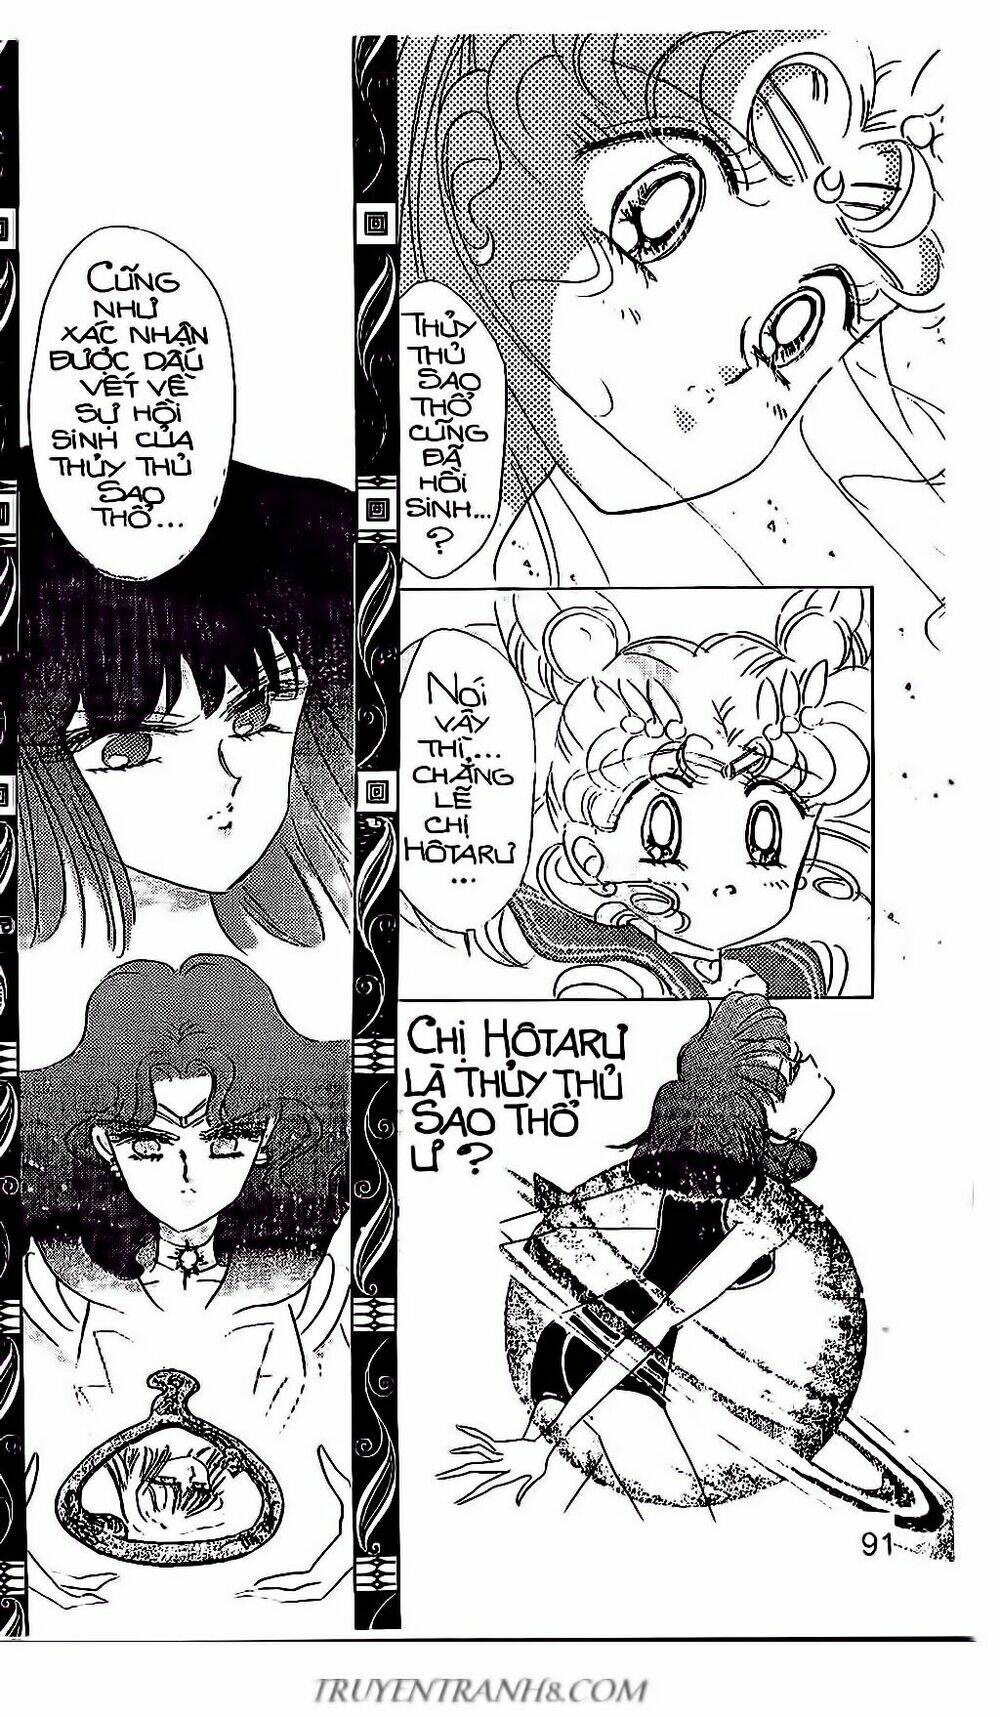 THỦY
THỦ
SAO
THỔ
CŨNG
ĐÃ
HỒI
SINH...
?
CŨNG
NHƯ
XÁC NHẬN
ĐƯỢC DẤU
VẾT VỀ
SỰ HỒI
SINH CỦA
THỦY THỦ
SAO
THỔ...
NÓI
VẬY
THÌ...
CHẲNG
LẼ
CHỊ
HÔTARƯ
...
CHỊ HÔTARƯ
LÀ THỦY THỦ
SAO THỔ
Ư?
91
TRUYENTRANH8.COM